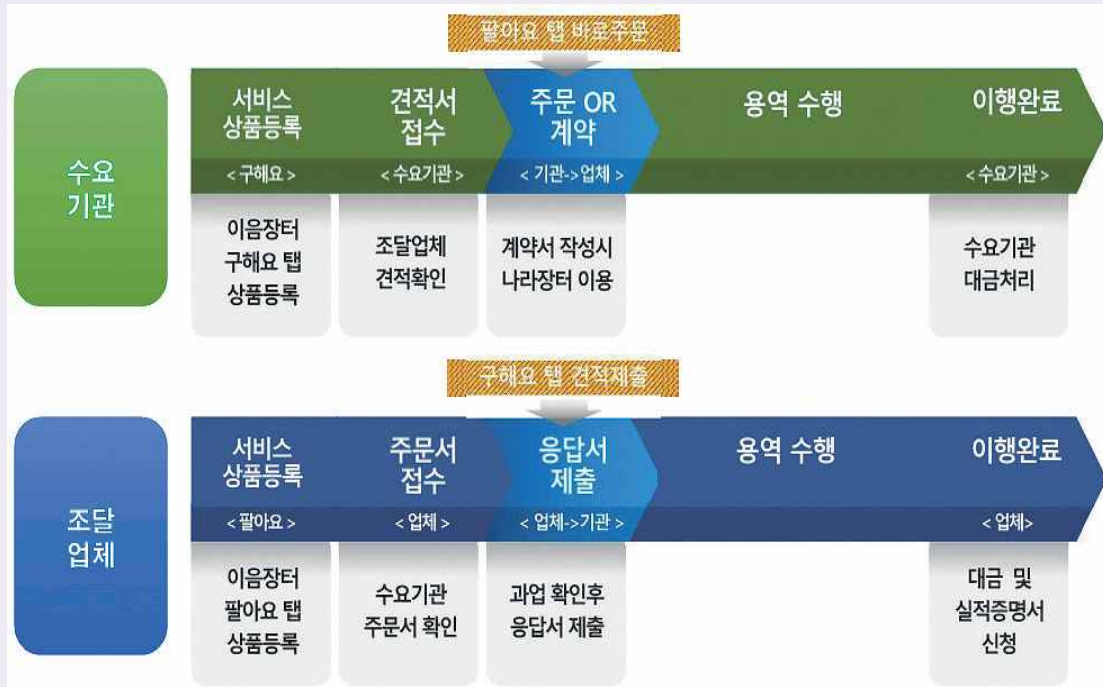 팔아요 탭 바로주문
수요
기관
서비스
상품등록
견적서
접수
주문 OR
계약
용역 수행
이행완료
< 구해요 >
< 수요기관 >
< 기관->업체 >
< 수요기관 >
이음장터
구해요 탭
상품등록
조달업체
견적확인
계약서 작성시
나라장터 이용
수요기관
대금처리
구해요 탭 견적제출
조달
업체
서비스
상품등록
주문서
접수
응답서
제출
용역 수행
이행완료
< 팔아요 >
< 업체 >
< 업체->기관 >
< 업체>
이음장터
팔아요 탭
상품등록
수요기관
주문서 확인
과업 확인후
응답서 제출
대금 및
실적증명서
신청